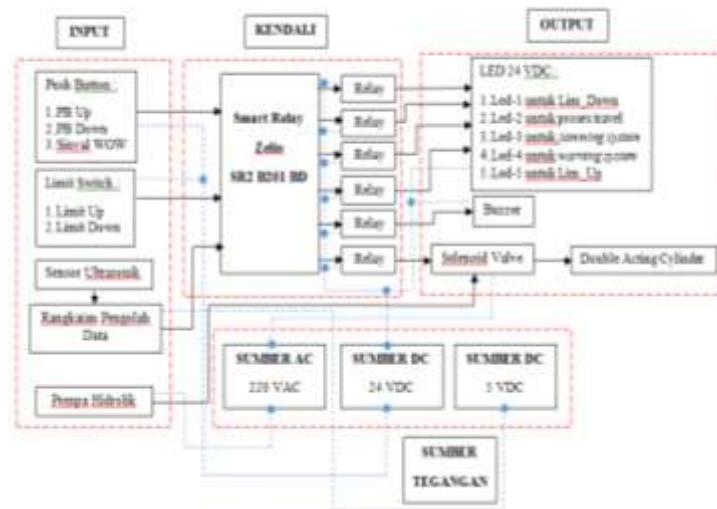 INPUT
KENDALI
OUTPUT
Push Button :
1. PB Up
2. PB Down
3. Sinyal WOW
Limit Switch :
1. Limit Up
2. Limit Down
Sensor Ultrasonik
Rangkaian Pengolah
Data
Pompa Hidrolik
Smart Relay
Zelio
SR2 B201 BD
Relay
Relay
Relay
Relay
Relay
Relay
LED 24 VDC :
1. Led-1 untuk Lim_Down
2. Led-2 untuk proses travel
3. Led-3 untuk system
4. Led-4 untuk warning system
5. Led-5 untuk Lim_Up
Buzzer
Selenoid Valve
Double Acting Cylinder
SUMBER AC
220 VAC
SUMBER DC
24 VDC
SUMBER DC
5 VDC
SUMBER
TEGANGAN